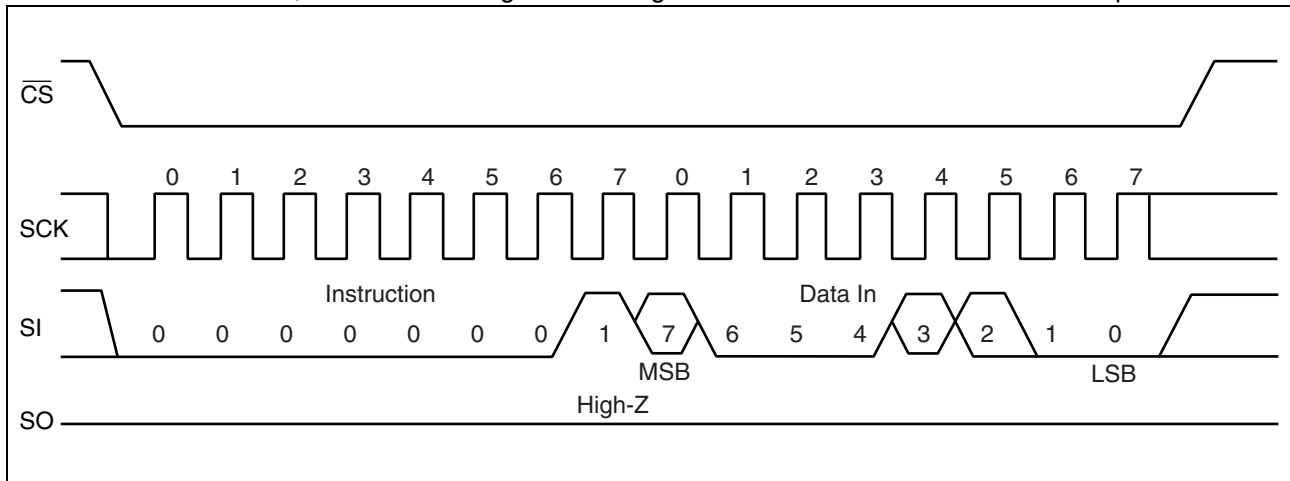 CS
0 1 2 3 4 5 6 7 0 1 2 3 4 5 6 7
SCK
Instruction Data In
SI 0 0 0 0 0 0 0 1 7 6 5 4 3 2 1 0
MSB LSB
High-Z
SO